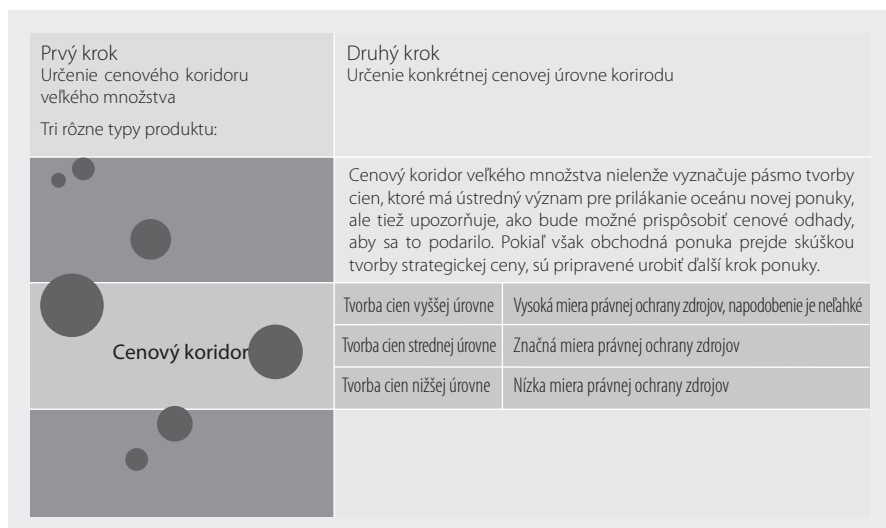 Prvý krok
Určenie cenového koridoru
veľkého množstva
Tri rôzne typy produktu:
Druhý krok
Určenie konkrétnej cenovej úrovne korirodu
Cenový koridor veľkého množstva nielenže vyznačuje pásmo tvorby
cien, ktoré má ústredný význam pre prilákanie oceánu novej ponuky,
ale tiež upozorňuje, ako bude možné prispôsobiť cenové odhady,
aby sa to podarilo. Pokiaľ však obchodná ponuka prejde skúškou
tvorby strategickej ceny, sú pripravené urobiť ďalší krok ponuky.
Cenový koridor
Tvorba cien vyššej úrovne Vysoká miera právnej ochrany zdrojov, napodobenie je neľahké
Tvorba cien strednej úrovne Značná miera právnej ochrany zdrojov
Tvorba cien nižšej úrovne Nízka miera právnej ochrany zdrojov